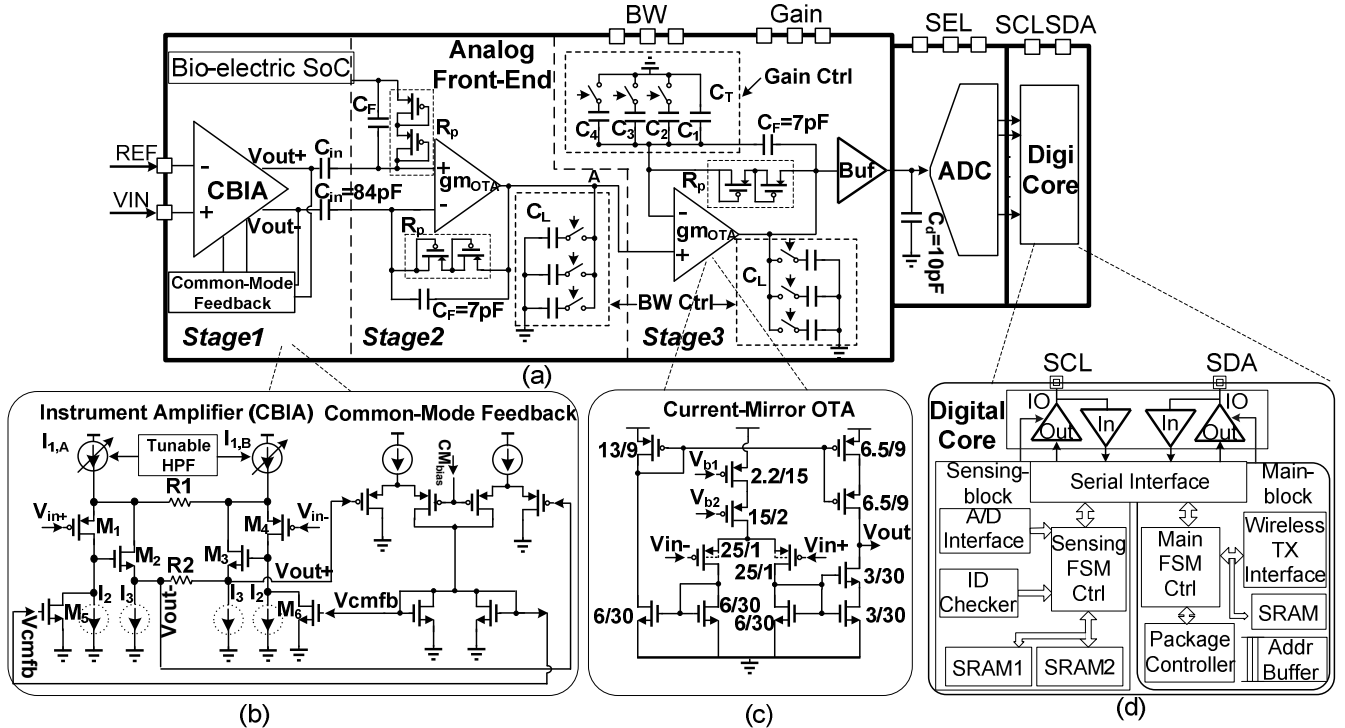 BW
Gain
SEL
SCL SDA
Bio-electric SoC
Analog Front-End
REF
VIN
-
+
CBIA
Vout+
Vout-
Common-Mode Feedback
Stage1
Cin
Cin=84pF
CF
Rp
+
-
gmOTA
Rp
CF=7pF
Stage2
A
CL
BW Ctrl
C4
C3
C2
C1
CT
Gain Ctrl
CF=7pF
Rp
-
+
gmOTA
CL
Stage3
Buf
Cd=10pF
ADC
Digi Core
(a)
Instrument Amplifier (CBIA)
Common-Mode Feedback
I1,A
Tunable HPF
I1,B
R1
Vin+
M1
M4
Vin-
M2
M3
R2
Vout+
Vout-
I2
I3
I3
I2
M5
M6
Vcmfb
Vcmfb
CMbias
(b)
Current-Mirror OTA
13/9
6.5/9
Vb1
2.2/15
Vb2
15/2
6.5/9
Vout
Vin-
25/1
25/1
Vin+
3/30
6/30
6/30
6/30
3/30
(c)
SCL
SDA
Digital Core
IO
IO
Out
In
In
Out
Sensing-block
Serial Interface
Main-block
A/D Interface
ID Checker
Sensing FSM Ctrl
SRAM1
SRAM2
Main FSM Ctrl
Wireless TX Interface
SRAM
Package Controller
Addr Buffer
(d)